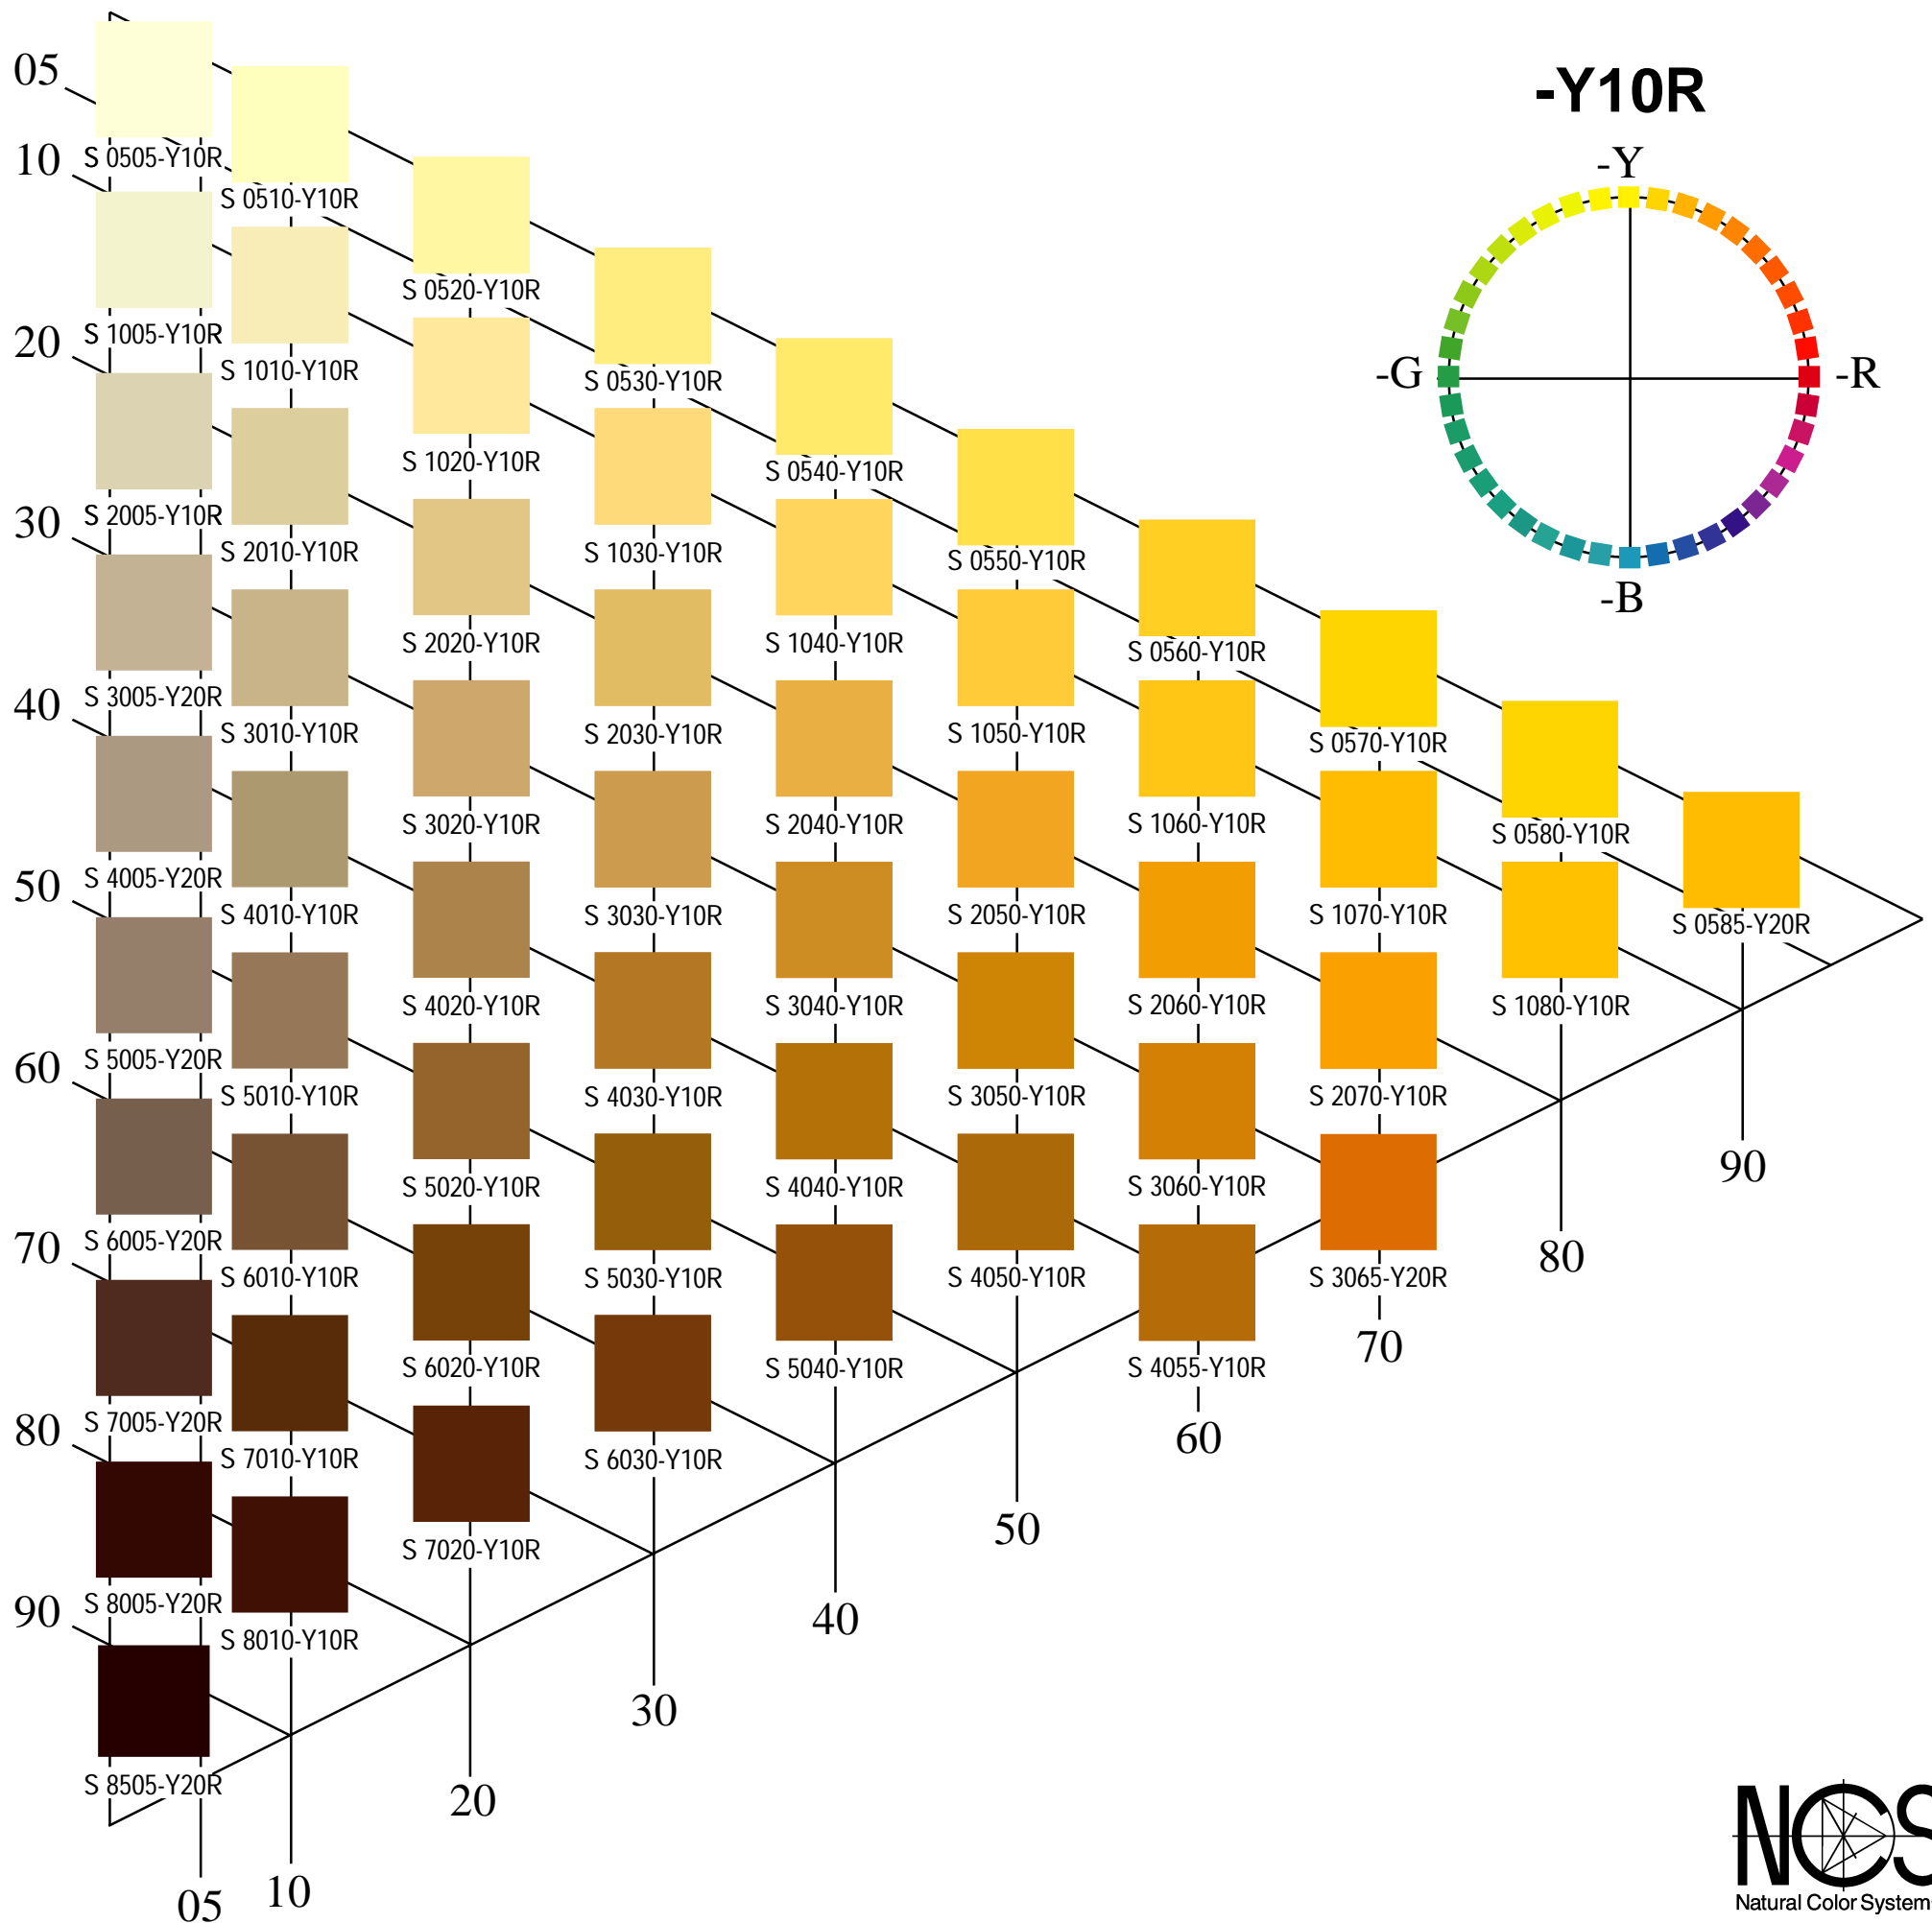 -Y10R
-Y
-G
-R
-B
05
10
20
30
40
50
60
70
80
90
S 0505-Y10R
S 1005-Y10R
S 2005-Y10R
S 3005-Y20R
S 4005-Y20R
S 5005-Y20R
S 6005-Y20R
S 7005-Y20R
S 8005-Y20R
S 8505-Y20R
S 0510-Y10R
S 1010-Y10R
S 2010-Y10R
S 3010-Y10R
S 4010-Y10R
S 5010-Y10R
S 6010-Y10R
S 7010-Y10R
S 8010-Y10R
S 0520-Y10R
S 1020-Y10R
S 2020-Y10R
S 3020-Y10R
S 4020-Y10R
S 5020-Y10R
S 6020-Y10R
S 7020-Y10R
S 0530-Y10R
S 1030-Y10R
S 2030-Y10R
S 3030-Y10R
S 4030-Y10R
S 5030-Y10R
S 6030-Y10R
S 0540-Y10R
S 1040-Y10R
S 2040-Y10R
S 3040-Y10R
S 4040-Y10R
S 5040-Y10R
S 0550-Y10R
S 1050-Y10R
S 2050-Y10R
S 3050-Y10R
S 4050-Y10R
S 0560-Y10R
S 1060-Y10R
S 2060-Y10R
S 3060-Y10R
S 4055-Y10R
S 0570-Y10R
S 1070-Y10R
S 2070-Y10R
S 3065-Y20R
S 0580-Y10R
S 1080-Y10R
S 0585-Y20R
05
10
20
30
40
50
60
70
80
90
NCS
Natural Color System